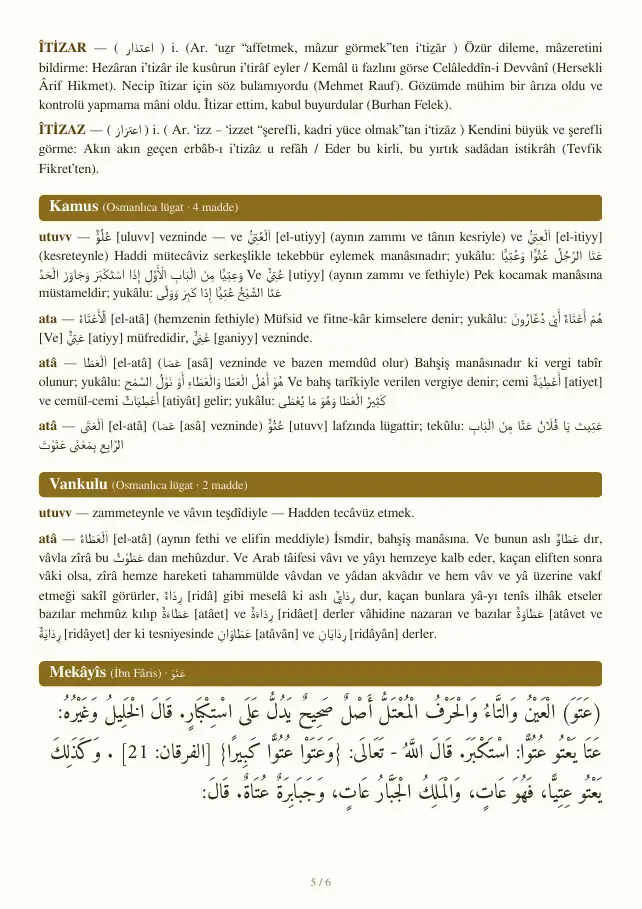 ÎTİZAR — ( اعتذار ) i. (Ar. ‘uẕr “affetmek, mâzur görmek”ten i‘tiẕār ) Özür dileme, mâzeretini
bildirme: Hezâran i’tizâr ile kusûrun i’tirâf eyler / Kemâl ü fazlını görse Celâleddîn-i Devvânî (Hersekli
Ârif Hikmet). Necip îtizar için söz bulamıyordu (Mehmet Rauf). Gözümde mühim bir ârıza oldu ve
kontrolü yapmama mâni oldu. Îtizar ettim, kabul buyurdular (Burhan Felek).
ÎTİZAZ — ( اعتزاز ) i. ( Ar. ‘izz – ‘izzet “şerefli, kadri yüce olmak”tan i‘tizāz ) Kendini büyük ve şerefli
görme: Akın akın geçen erbâb-ı i’tizâz u refâh / Eder bu kirli, bu yırtık sadâdan istikrâh (Tevfik
Fikret’ten).
Kamus (Osmanlıca lügat · 4 madde)
utuvv — عُلُوٌّ [uluvv] vezninde — ve اَلْعُتِيُّ [el-utiyy] (aynın zammı ve tânın kesriyle) ve اَلْعِتِيُّ [el-itiyy]
(kesreteynle) Haddi mütecâviz serkeşlikle tekebbür eylemek manâsınadır; yukâlu: عَتَا الرَّجُلُ عُتُوًّا وَعُتِيًّا
وَعِتِيًّا مِنَ الْبَابِ الْأَوَّلِ إِذَا اسْتَكْبَرَ وَجَاوَزَ الْحَدَّ Ve عُتِيٌّ [utiyy] (aynın zammı ve fethiyle) Pek kocamak manâsına
müstameldir; yukâlu: عَتَا الشَّيْخُ عُتِيًّا إِذَا كَبِرَ وَوَلَّى
ata — اَلْأَعْتَاءُ [el-atâ] (hemzenin fethiyle) Müfsid ve fitne-kâr kimselere denir; yukâlu: هُمْ أَعْتَاءٌ أَيْ دُعَّارُونَ
[Ve] عَتِيٌّ [atiyy] müfredidir, غَنِيٌّ [ganiyy] vezninde.
atâ — اَلْعَطَا [el-atâ] (عَصَا [asâ] vezninde ve bazen memdûd olur) Bahşiş manâsınadır ki vergi tabîr
olunur; yukâlu: هُوَ أَهْلُ الْعَطَا وَالْعَطَاءِ أَوْ نَوْلُ السَّمْحِ Ve bahş tarîkiyle verilen vergiye denir; cemi أَعْطِيَةٌ [atiyet]
ve cemül-cemi أَعْطِيَاتٌ [atiyât] gelir; yukâlu: كَثِيرُ الْعَطَا وَهُوَ مَا يُعْطَى
atâ — اَلْعَتَى [el-atâ] (عَصَا [asâ] vezninde) عُتُوٌّ [utuvv] lafzında lügattir; tekûlu: عَتِيتَ يَا فُلَانُ عَتًا مِنَ الْبَابِ
الرَّابِعِ بِمَعْنَى عَتَوْتَ
Vankulu (Osmanlıca lügat · 2 madde)
utuvv — zammeteynle ve vâvın teşdîdiyle — Hadden tecâvüz etmek.
atâ — اَلْعَطَاءُ [el-atâ] (aynın fethi ve elifin meddiyle) İsmdir, bahşiş manâsına. Ve bunun aslı عَطَاوٌ dır,
vâvla zîrâ bu عَطَوْتُ dan mehûzdur. Ve Arab tâifesi vâvı ve yâyı hemzeye kalb eder, kaçan eliften sonra
vâki olsa, zîrâ hemze hareketi tahammülde vâvdan ve yâdan akvâdır ve hem vâv ve yâ üzerine vakf
etmeği sakîl görürler, رِدَاءٌ [ridâ] gibi meselâ ki aslı رِدَايٌ dur, kaçan bunlara yâ-yı tenîs ilhâk etseler
bazılar mehmûz kılıp عَطَاءَةٌ [atâet] ve رِدَاءَةٌ [ridâet] derler vâhidine nazaran ve bazılar عَطَاوَةٌ [atâvet ve
رِدَايَةٌ [ridâyet] der ki tesniyesinde عَطَاوَانِ [atâvân] ve رِدَايَانِ [ridâyân] derler.
Mekâyîs (İbn Fâris) · عَتَوَ
(عَتَوَ) الْعَيْنُ وَالتَّاءُ وَالْحَرْفُ الْمُعْتَلُّ أَصْلٌ صَحِيحٌ يَدُلُّ عَلَى اسْتِكْبَارٍ. قَالَ الْخَلِيلُ وَغَيْرُهُ:
عَتَا يَعْتُو عُتُوًّا: اسْتَكْبَرَ. قَالَ اللَّهُ - تَعَالَى: {وَعَتَوْا عُتُوًّا كَبِيرًا} [الفرقان: 21] . وَكَذَلِكَ
يَعْتُو عِتِيًّا، فَهُوَ عَاتٍ، وَالْمَلِكُ الْجَبَّارُ عَاتٍ، وَجَبَابِرَةٌ عُتَاةٌ. قَالَ:
5 / 6